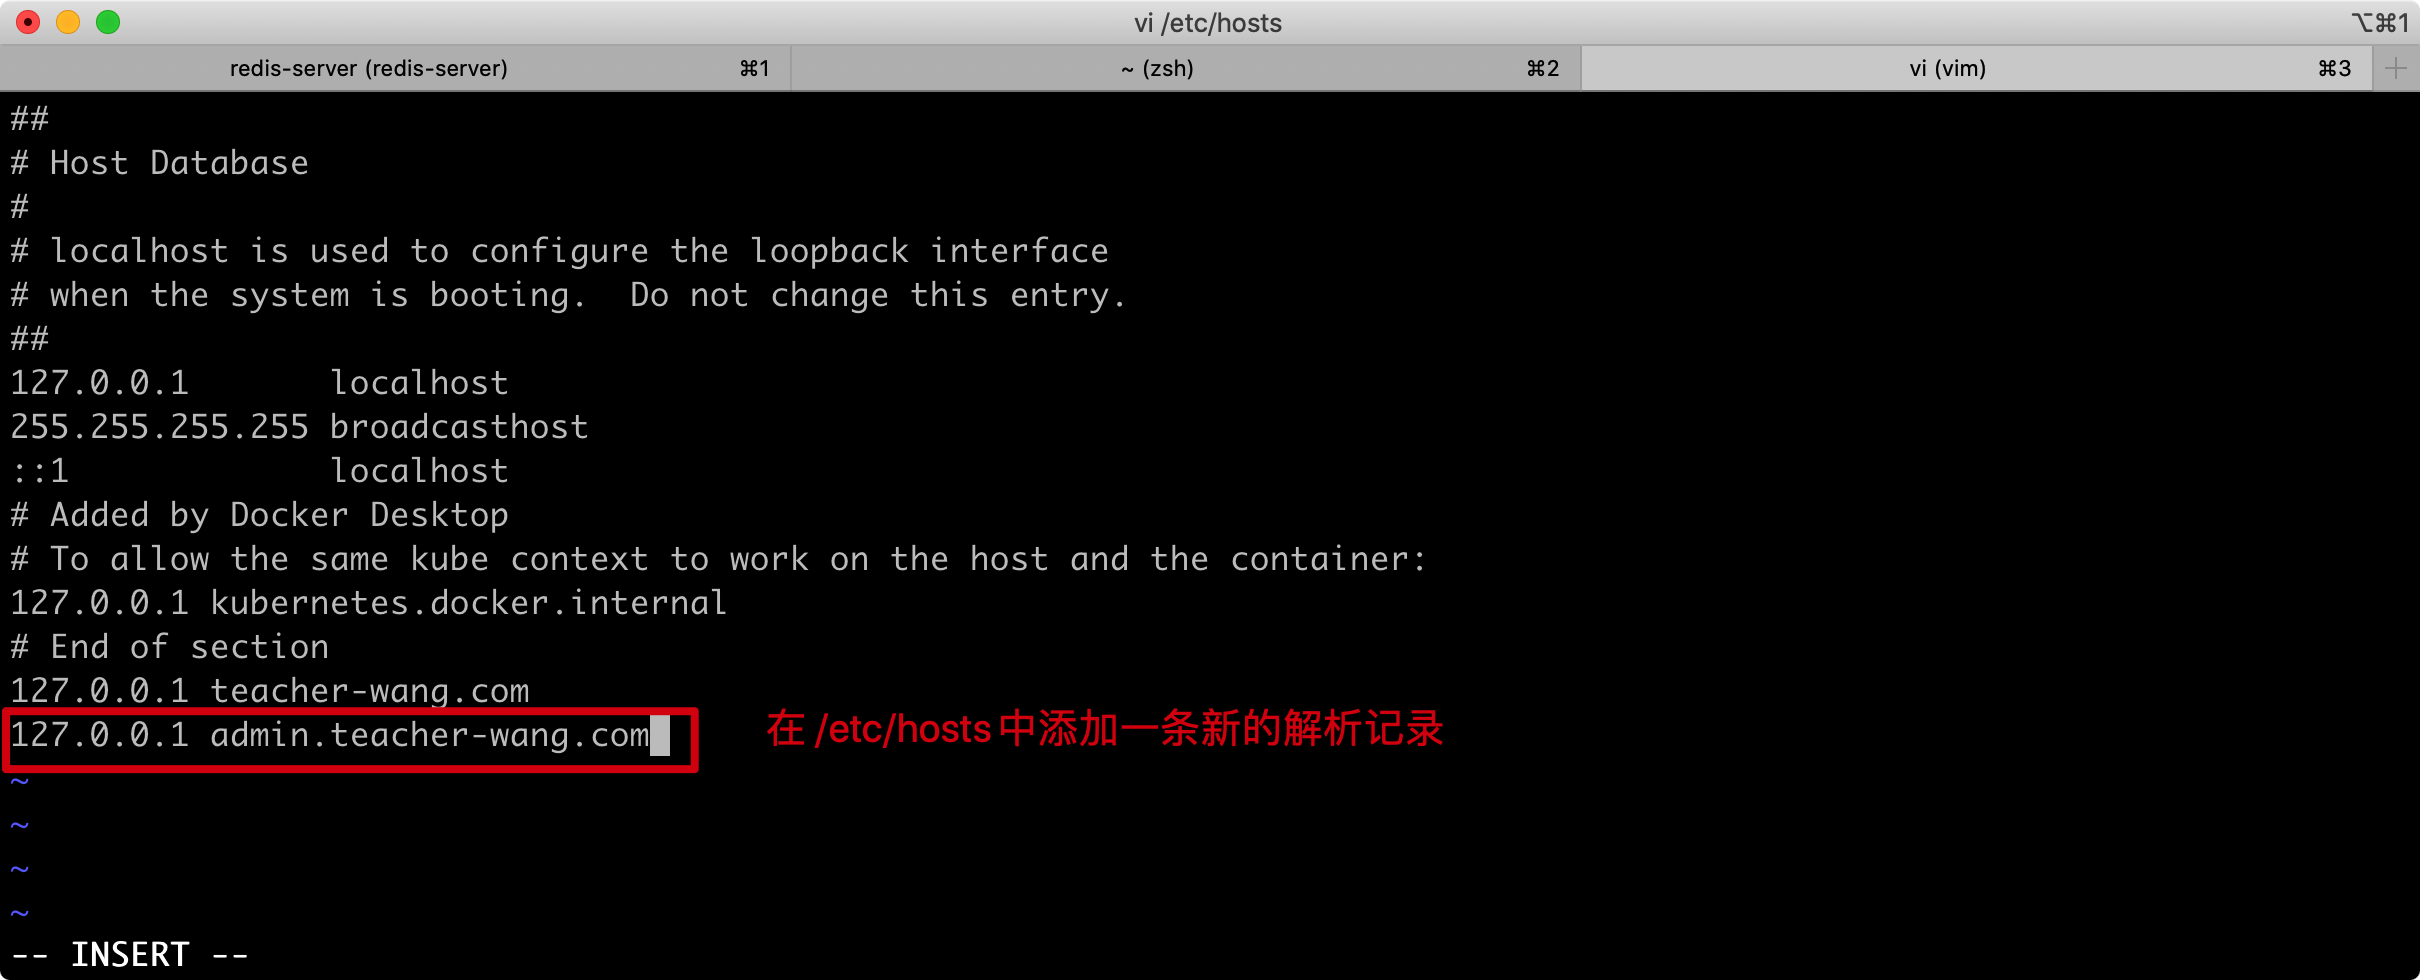 vi /etc/hosts
⌥⌘1
redis-server (redis-server) ⌘1
~ (zsh) ⌘2
vi (vim) ⌘3
##
# Host Database
#
# localhost is used to configure the loopback interface
# when the system is booting.  Do not change this entry.
##
127.0.0.1       localhost
255.255.255.255 broadcasthost
::1             localhost
# Added by Docker Desktop
# To allow the same kube context to work on the host and the container:
127.0.0.1 kubernetes.docker.internal
# End of section
127.0.0.1 teacher-wang.com
127.0.0.1 admin.teacher-wang.com
在 /etc/hosts 中添加一条新的解析记录
~
~
~
~
-- INSERT --